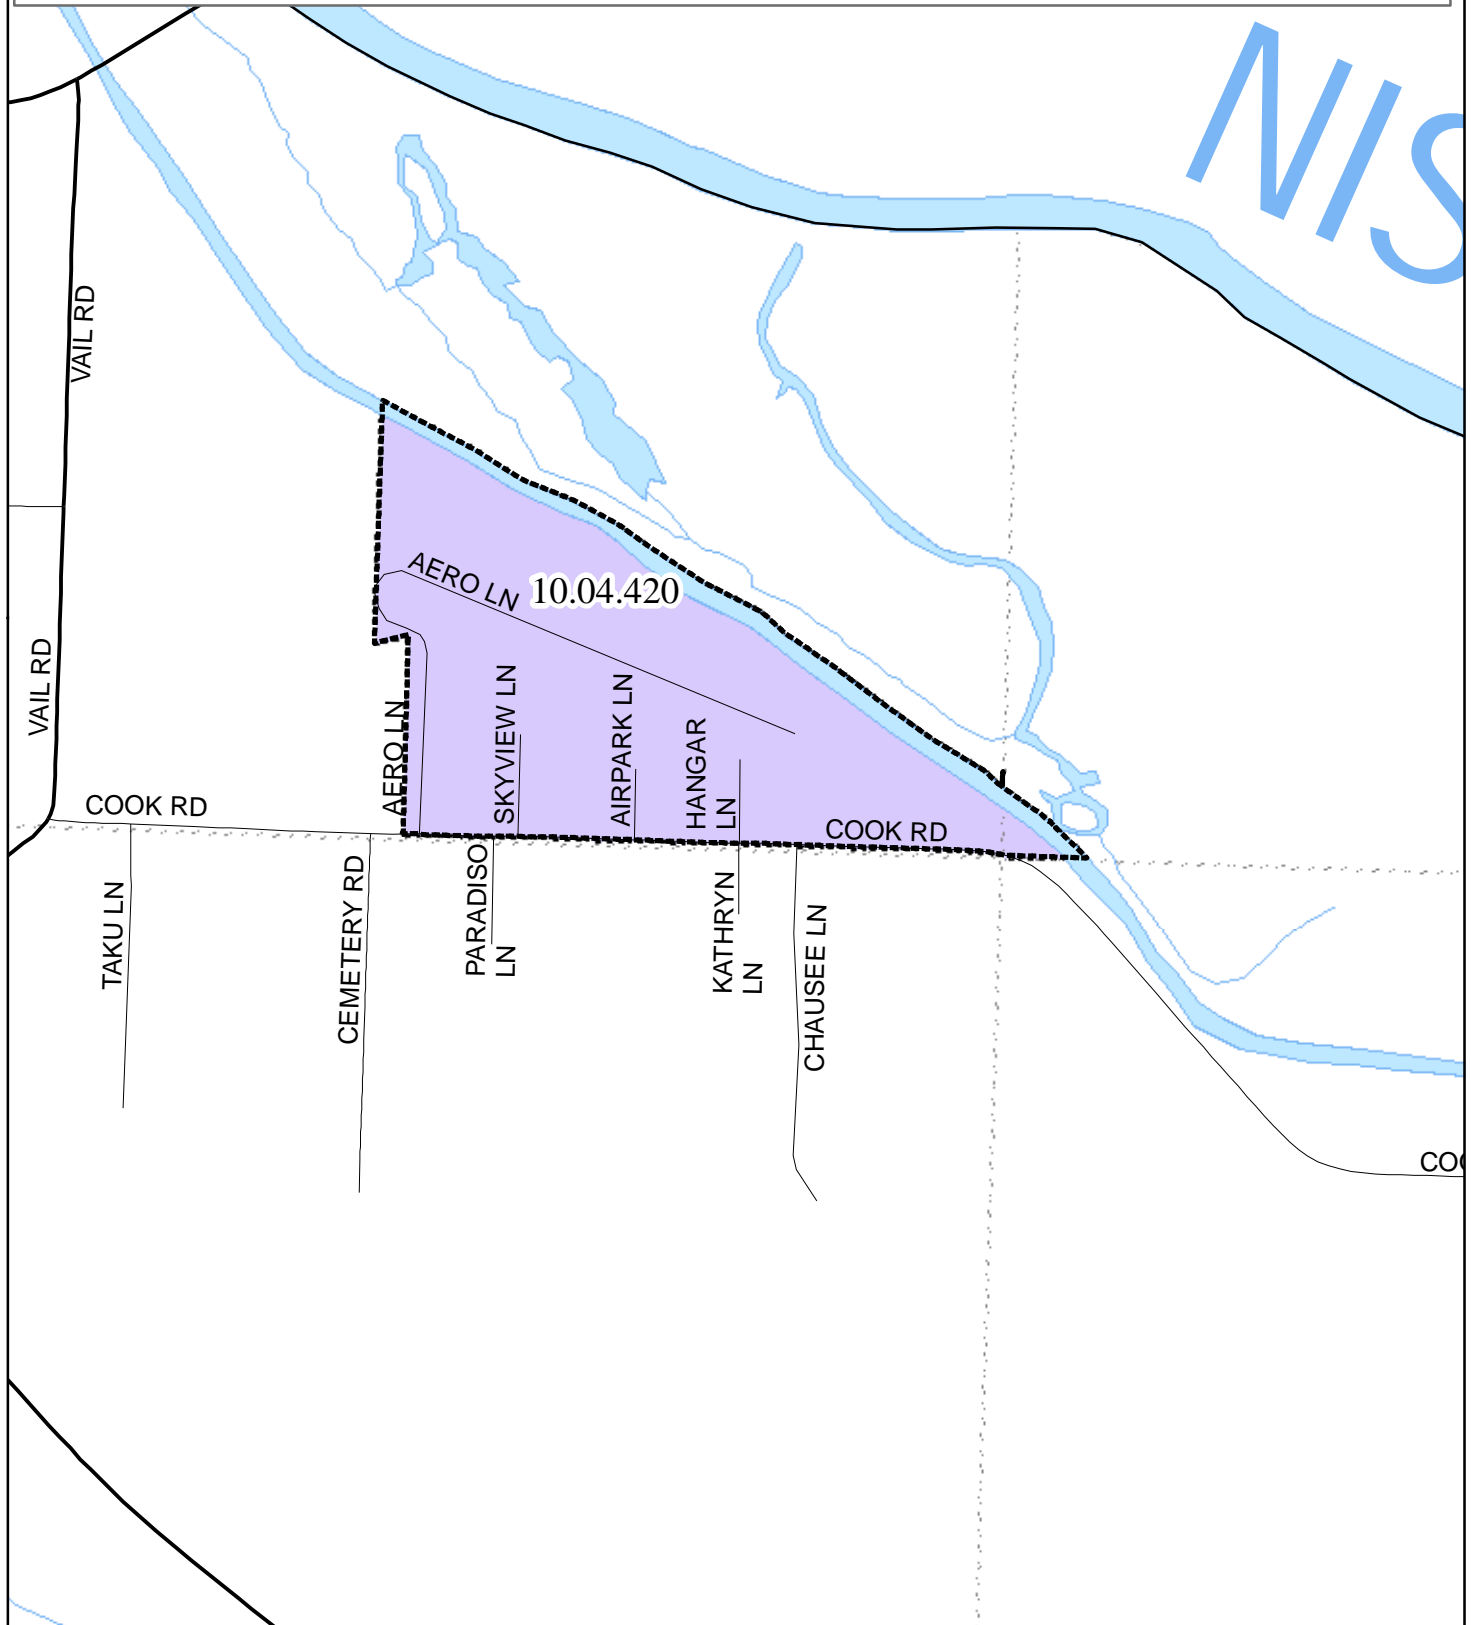 NIS
VAIL RD
AERO LN
10.04.420
VAIL RD
AERO LN
SKYVIEW LN
AIRPARK LN
HANGAR
LN
COOK RD
COOK RD
TAKU LN
CEMETERY RD
PARADISO
LN
KATHRYN
LN
CHAUSEE LN
COO